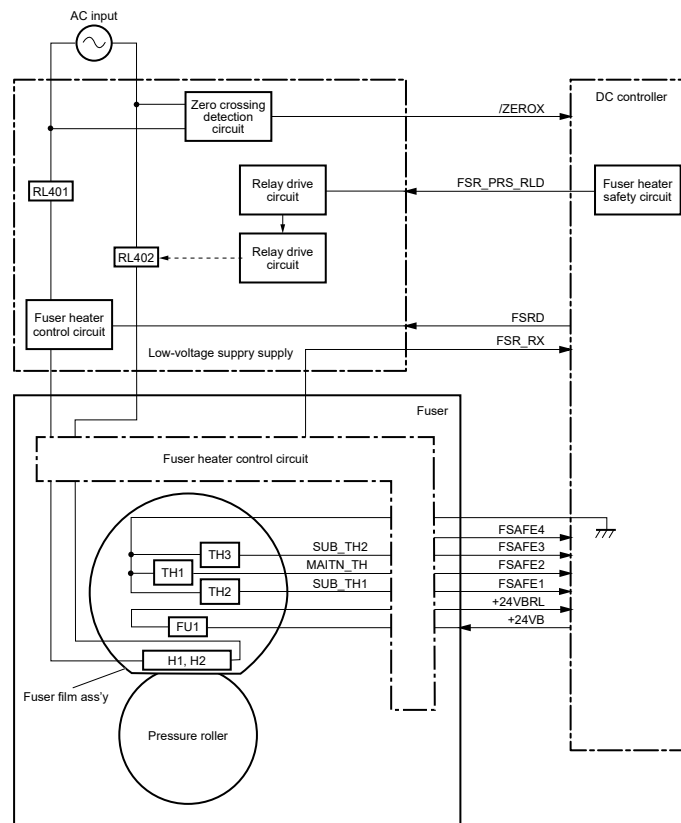 AC input
Zero crossing
detection
circuit
/ZEROX
DC controller
RL401
Relay drive
circuit
FSR_PRS_RLD
Fuser heater
safety circuit
RL402
Relay drive
circuit
Fuser heater
control circuit
FSRD
FSR_RX
Low-voltage suppry supply
Fuser
Fuser heater control circuit
FSAFE4
TH3
SUB_TH2
FSAFE3
TH1
MAITN_TH
FSAFE2
TH2
SUB_TH1
FSAFE1
+24VBRL
FU1
+24VB
H1, H2
Fuser film ass'y
Pressure roller